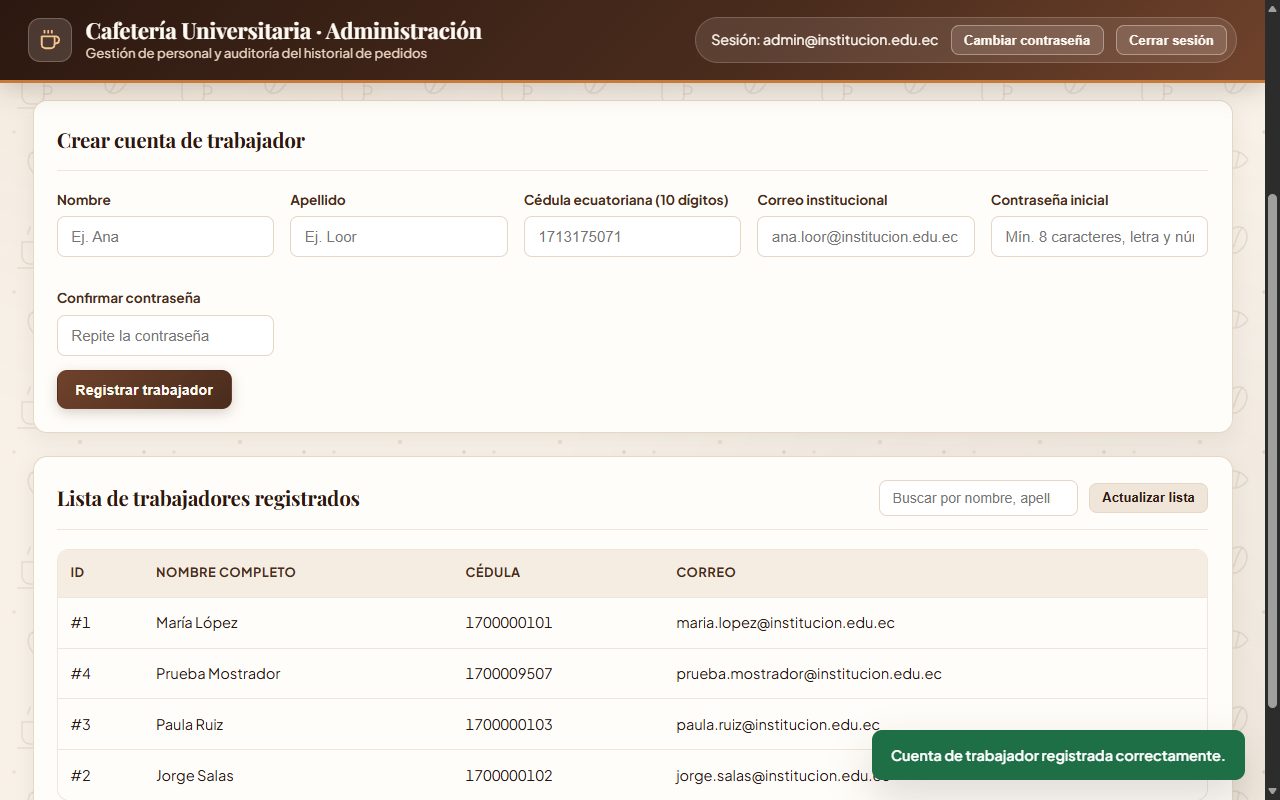 Cafetería Universitaria · Administración
Gestión de personal y auditoría del historial de pedidos
Sesión: admin@institucion.edu.ec
Cambiar contraseña
Cerrar sesión
Crear cuenta de trabajador
Nombre
Apellido
Cédula ecuatoriana (10 dígitos)
Correo institucional
Contraseña inicial
Ej. Ana
Ej. Loor
1713175071
ana.loor@institucion.edu.ec
Mín. 8 caracteres, letra y
Confirmar contraseña
Repite la contraseña
Registrar trabajador
Lista de trabajadores registrados
Buscar por nombre, apell
Actualizar lista
ID NOMBRE COMPLETO CÉDULA CORREO
#1 María López 1700000101 maria.lopez@institucion.edu.ec
#4 Prueba Mostrador 1700009507 prueba.mostrador@institucion.edu.ec
#3 Paula Ruiz 1700000103 paula.ruiz@institucion.edu.ec
#2 Jorge Salas 1700000102 jorge.salas@institucion.edu.
Cuenta de trabajador registrada correctamente.